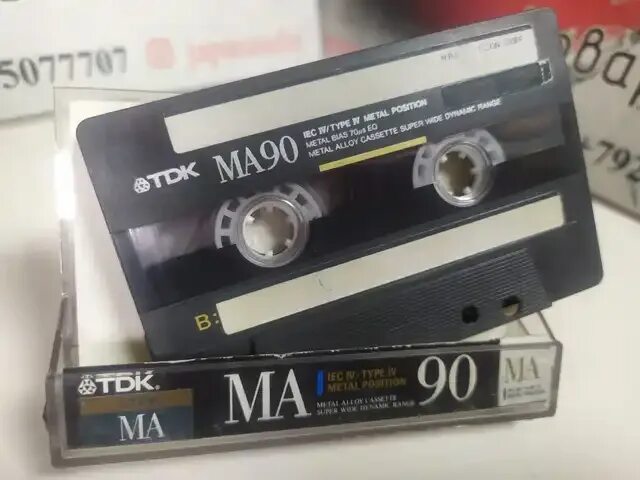 5077707
+792
TDK MA90
IEC IV/TYPE IV METAL POSITION
METAL BIAS 70μs EQ
METAL ALLOY CASSETTE SUPER WIDE DYNAMIC RANGE
B:
TDK
MA
MA
IEC IV · TYPE IV
METAL POSITION
METAL ALLOY CASSETTE
SUPER WIDE DYNAMIC RANGE
90
MA